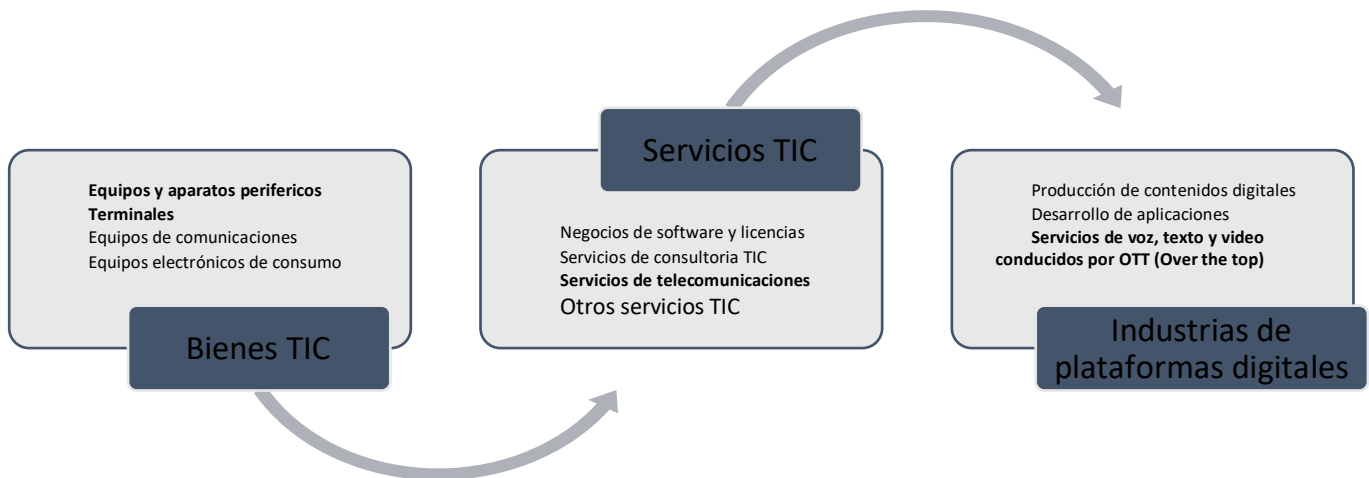 Equipos y aparatos perifericos
Terminales
Equipos de comunicaciones
Equipos electrónicos de consumo
Bienes TIC
Servicios TIC
Negocios de software y licencias
Servicios de consultoria TIC
Servicios de telecomunicaciones
Otros servicios TIC
Producción de contenidos digitales
Desarrollo de aplicaciones
Servicios de voz, texto y video
conducidos por OTT (Over the top)
Industrias de
plataformas digitales